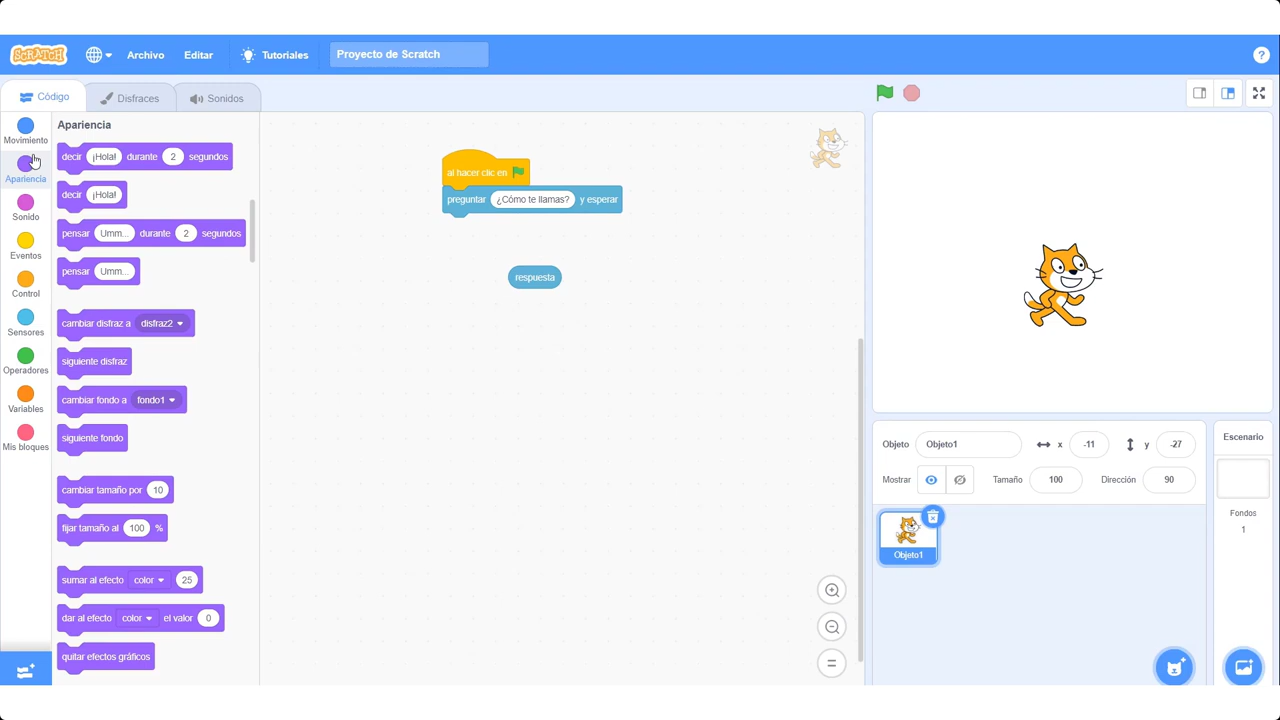 SCRATCH
Archivo
Editar
Tutoriales
Proyecto de Scratch
?
Código
Disfraces
Sonidos
Movimiento
Apariencia
Sonido
Eventos
Control
Sensores
Operadores
Variables
Mis bloques
Apariencia
decir ¡Hola! durante 2 segundos
decir ¡Hola!
pensar Umm... durante 2 segundos
pensar Umm...
cambiar disfraz a disfraz2
siguiente disfraz
cambiar fondo a fondo1
siguiente fondo
cambiar tamaño por 10
fijar tamaño al 100 %
sumar al efecto color 25
dar al efecto color el valor 0
quitar efectos gráficos
al hacer clic en
preguntar ¿Cómo te llamas? y esperar
respuesta
Objeto Objeto1 x -11 y -27
Mostrar Tamaño 100 Dirección 90
Objeto1
Escenario
Fondos
1